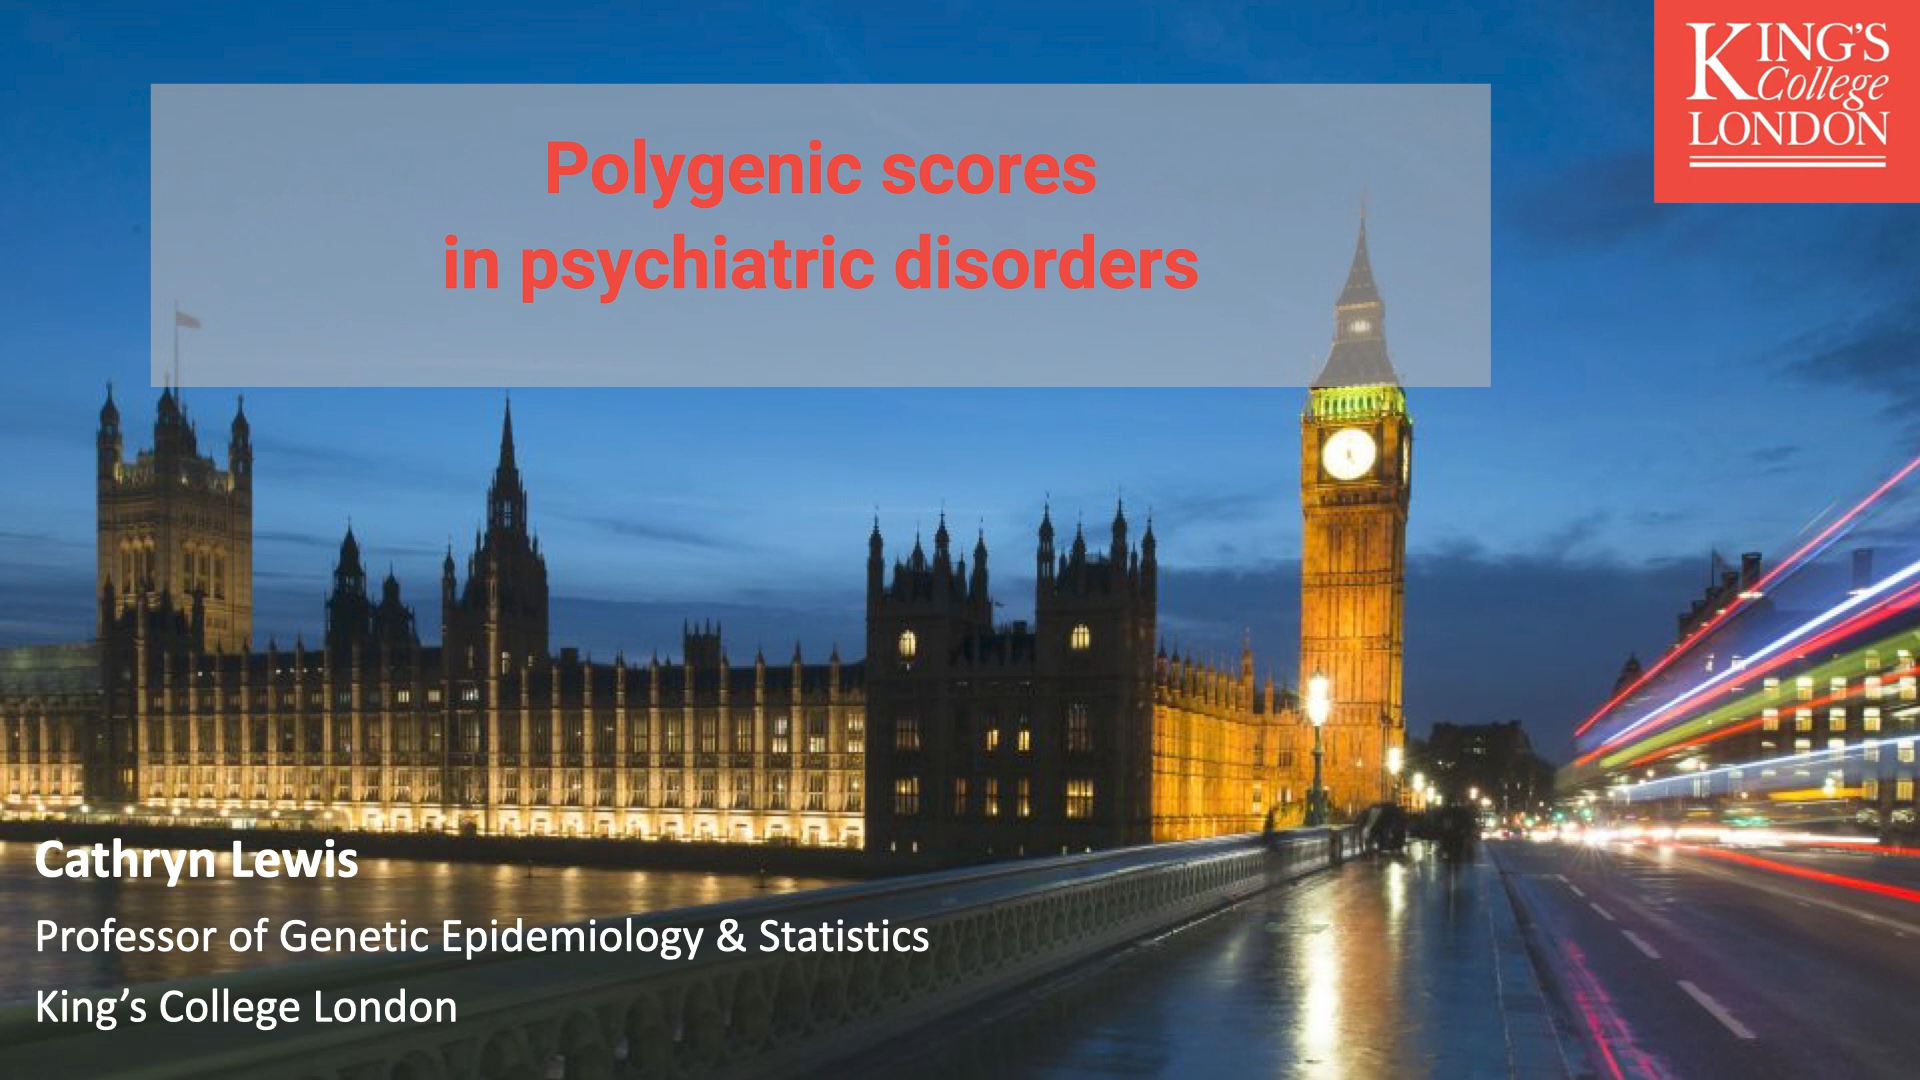 KING'S
College
LONDON
Polygenic scores
in psychiatric disorders
Cathryn Lewis
Professor of Genetic Epidemiology & Statistics
King’s College London